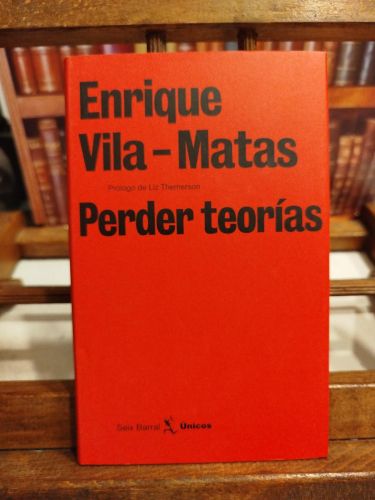 Enrique
Vila-Matas
Prólogo de Liz Themerson
Perder teorías
Seix Barral Únicos